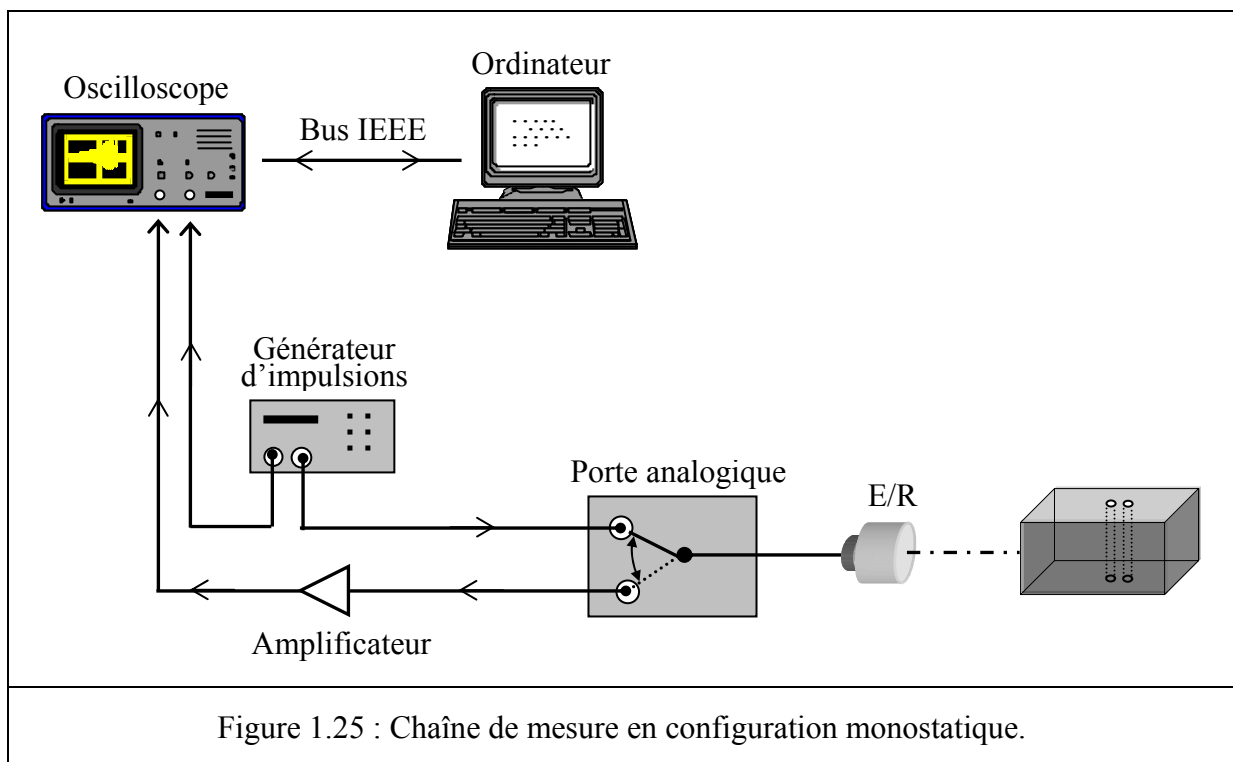 Ordinateur
Oscilloscope
Bus IEEE
Générateur
d’impulsions
Porte analogique
E/R
Amplificateur
Figure 1.25 : Chaîne de mesure en configuration monostatique.